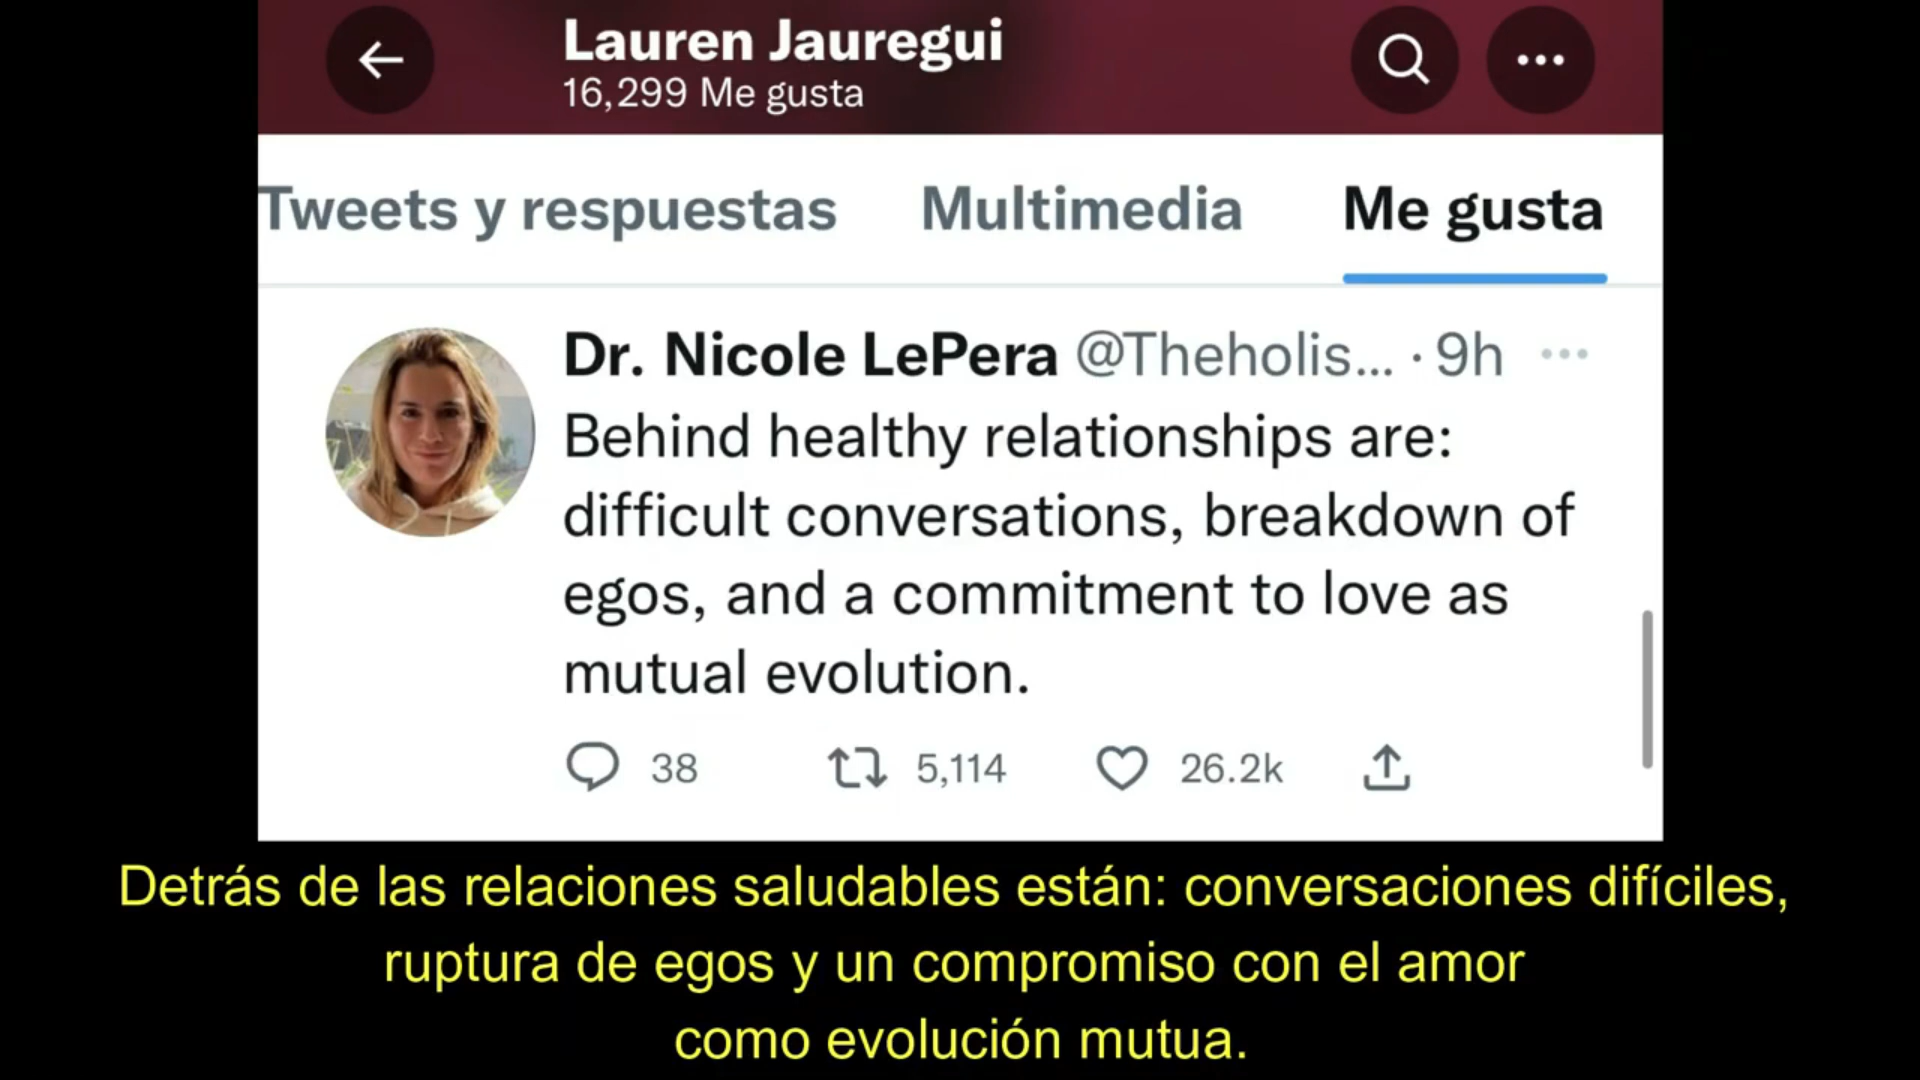 Lauren Jauregui
16,299 Me gusta
Tweets y respuestas Multimedia Me gusta
Dr. Nicole LePera @Theholis... · 9h
Behind healthy relationships are:
difficult conversations, breakdown of
egos, and a commitment to love as
mutual evolution.
38 5,114 26.2k
Detrás de las relaciones saludables están: conversaciones difíciles,
ruptura de egos y un compromiso con el amor
como evolución mutua.